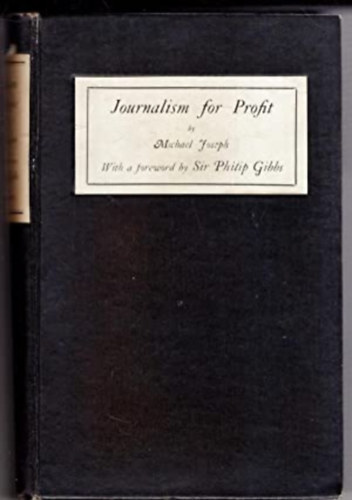 Journalism for Profit
by
Michael Joseph
With a foreword by Sir Philip Gibbs